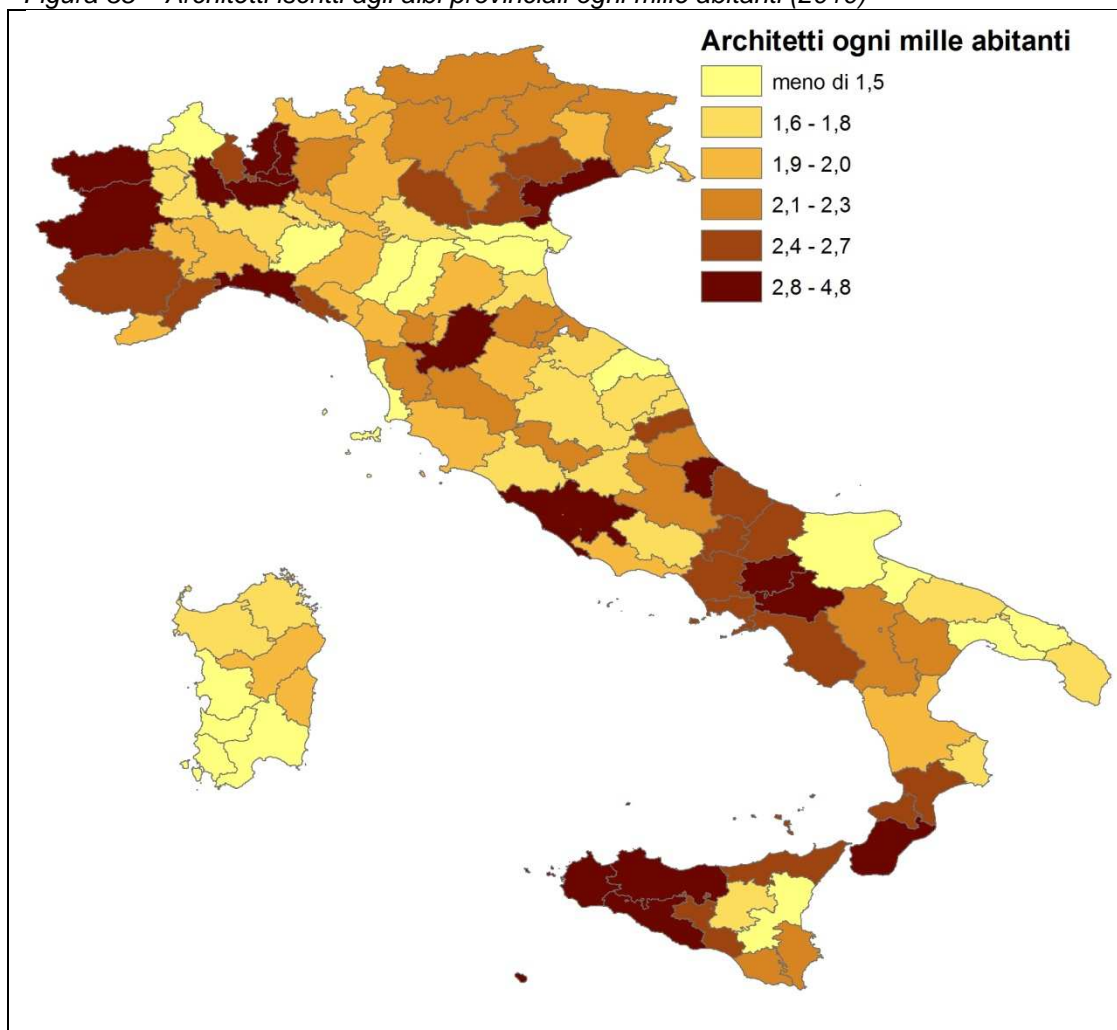 Architetti ogni mille abitanti
meno di 1,5
1,6 - 1,8
1,9 - 2,0
2,1 - 2,3
2,4 - 2,7
2,8 - 4,8